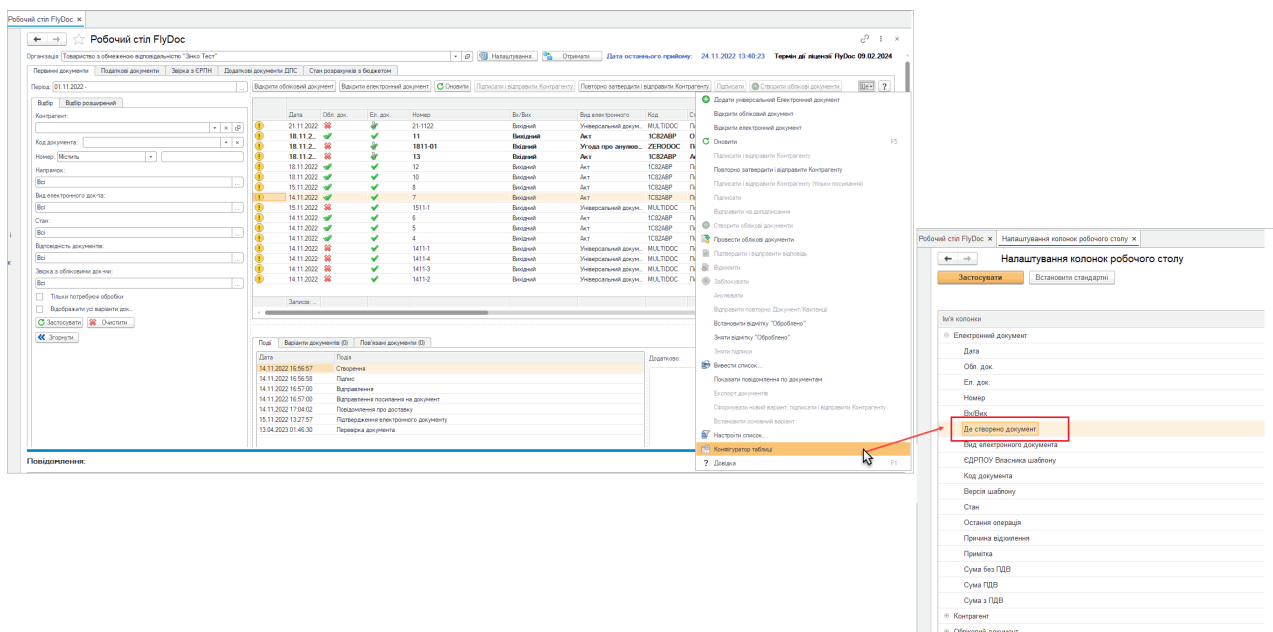 Робочий стіл FlyDoc ×
← → Робочий стіл FlyDoc
Організація: Товариство з обмеженою відповідальністю "Зінко Тест" Налаштування Отримати Дата останнього прийому: 24.11.2022 13:40:23 Термін дії ліцензії FlyDoc 09.02.2024
Первинні документи Податкові документи Звірка з ЄРПН Додаткові документи ДПС Стан розрахунків з бюджетом
Період: 01.11.2022 - ... Відкрити обліковий документ Відкрити електронний документ Оновити Підписати і відправити Контрагенту Повторно затвердити і відправити Контрагенту Підписати Створити облікові документи Ще ?
Відбір Відбір розширений
Контрагент:
Код документа:
Номер: Містить
Напрямок:
Всі
Вид електронного док-та:
Всі
Стан:
Всі
Відповідність документів:
Всі
Звірка з обліковими док-ми:
Всі
Тільки потребуючі обробки
Відображати усі варіанти док...
Застосувати Очистити
Згорнути
Дата Обл. док. Ел. док. Номер Вх/Вих Вид електронного Код
21.11.2022 21-1122 Вихідний Універсальний докум... MULTIDOC
18.11.2... 11 Вихідний Акт 1C82ABP
18.11.2... 1811-01 Вхідний Угода про анулюв... ZERODOC
18.11.2... 13 Вхідний Акт 1C82ABP
18.11.2022 12 Вихідний Акт 1C82ABP
18.11.2022 10 Вихідний Акт 1C82ABP
15.11.2022 8 Вихідний Акт 1C82ABP
14.11.2022 7 Вихідний Акт 1C82ABP
15.11.2022 1511-1 Вихідний Універсальний докум... MULTIDOC
14.11.2022 6 Вихідний Акт 1C82ABP
14.11.2022 5 Вихідний Акт 1C82ABP
14.11.2022 4 Вихідний Акт 1C82ABP
14.11.2022 1411-1 Вихідний Універсальний докум... MULTIDOC
14.11.2022 1411-4 Вихідний Універсальний докум... MULTIDOC
14.11.2022 1411-3 Вихідний Універсальний докум... MULTIDOC
14.11.2022 1411-2 Вихідний Універсальний докум... MULTIDOC
Записів: ...
Події Варіанти документів (0) Пов'язані документи (0)
Дата Подія Додатково:
14.11.2022 16:56:57 Створення
14.11.2022 16:56:58 Підпис
14.11.2022 16:57:00 Відправлення
14.11.2022 16:57:00 Відправлення посилання на документ
14.11.2022 17:04:02 Повідомлення про доставку
15.11.2022 13:27:57 Підтвердження електронного документу
13.04.2023 01:46:30 Перевірка документа
Повідомлення:
Додати універсальний Електронний документ
Відкрити обліковий документ
Відкрити електронний документ
Оновити F5
Підписати і відправити Контрагенту
Повторно затвердити і відправити Контрагенту
Підписати і відправити Контрагенту (тільки посилання)
Підписати
Відправити на допідписання
Створити облікові документи
Провести облікові документи
Підтвердити і відправити відповідь
Відхилити
Заблокувати
Анулювати
Відправити повторно Документ/Квитанції
Встановити відмітку "Оброблено"
Зняти відмітку "Оброблено"
Зняти підписи
Вивести список...
Показати повідомлення по документам
Експорт документів
Сформувати новий варіант, підписати і відправити Контрагенту
Встановити основний варіант
Настроїти список...
Конфігуратор таблиці
? Довідка F1
Робочий стіл FlyDoc × Налаштування колонок робочого столу ×
← → Налаштування колонок робочого столу
Застосувати Встановити стандартні
Ім'я колонки
Електронний документ
Дата
Обл. док.
Ел. док.
Номер
Вх/Вих
Де створено документ
Вид електронного документа
ЄДРПОУ Власника шаблону
Код документа
Версія шаблону
Стан
Остання операція
Причина відхилення
Примітка
Сума без ПДВ
Сума ПДВ
Сума з ПДВ
Контрагент
Обліковий документ